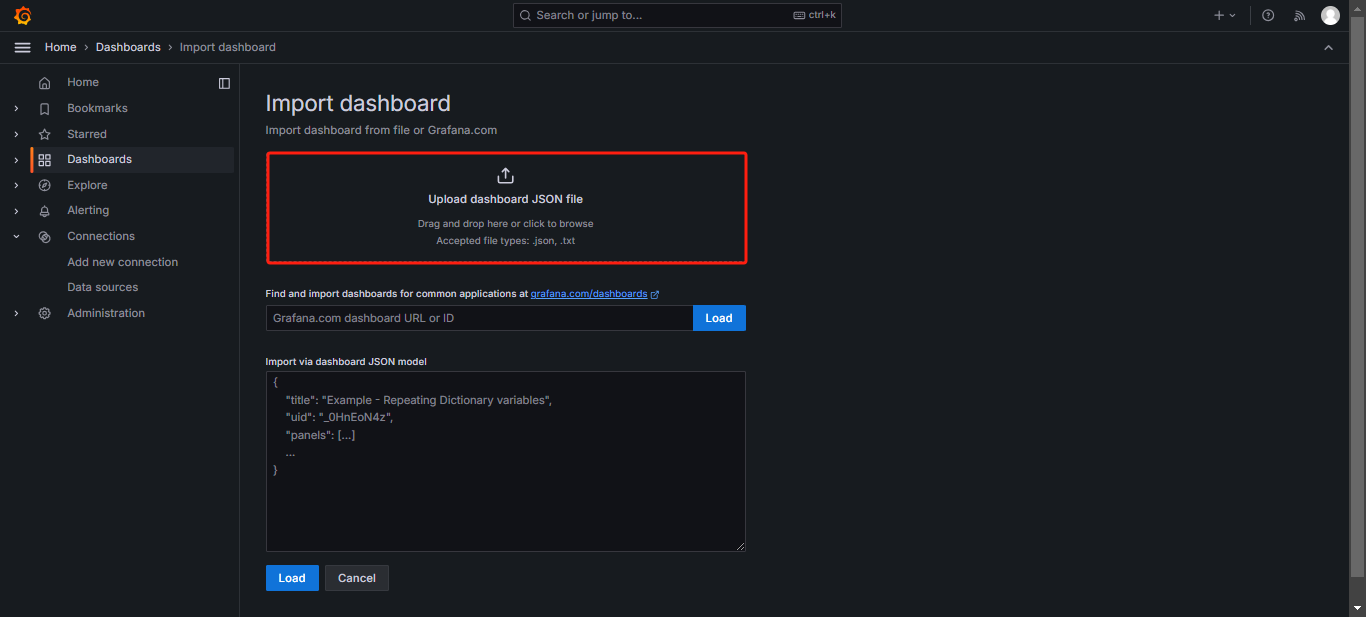 Search or jump to...
ctrl+k
Home › Dashboards › Import dashboard
Home
Bookmarks
Starred
Dashboards
Explore
Alerting
Connections
Add new connection
Data sources
Administration
Import dashboard
Import dashboard from file or Grafana.com
Upload dashboard JSON file
Drag and drop here or click to browse
Accepted file types: .json, .txt
Find and import dashboards for common applications at grafana.com/dashboards
Grafana.com dashboard URL or ID
Load
Import via dashboard JSON model
{
"title": "Example - Repeating Dictionary variables",
"uid": "_0HnEoN4z",
"panels": [...]
...
}
Load
Cancel